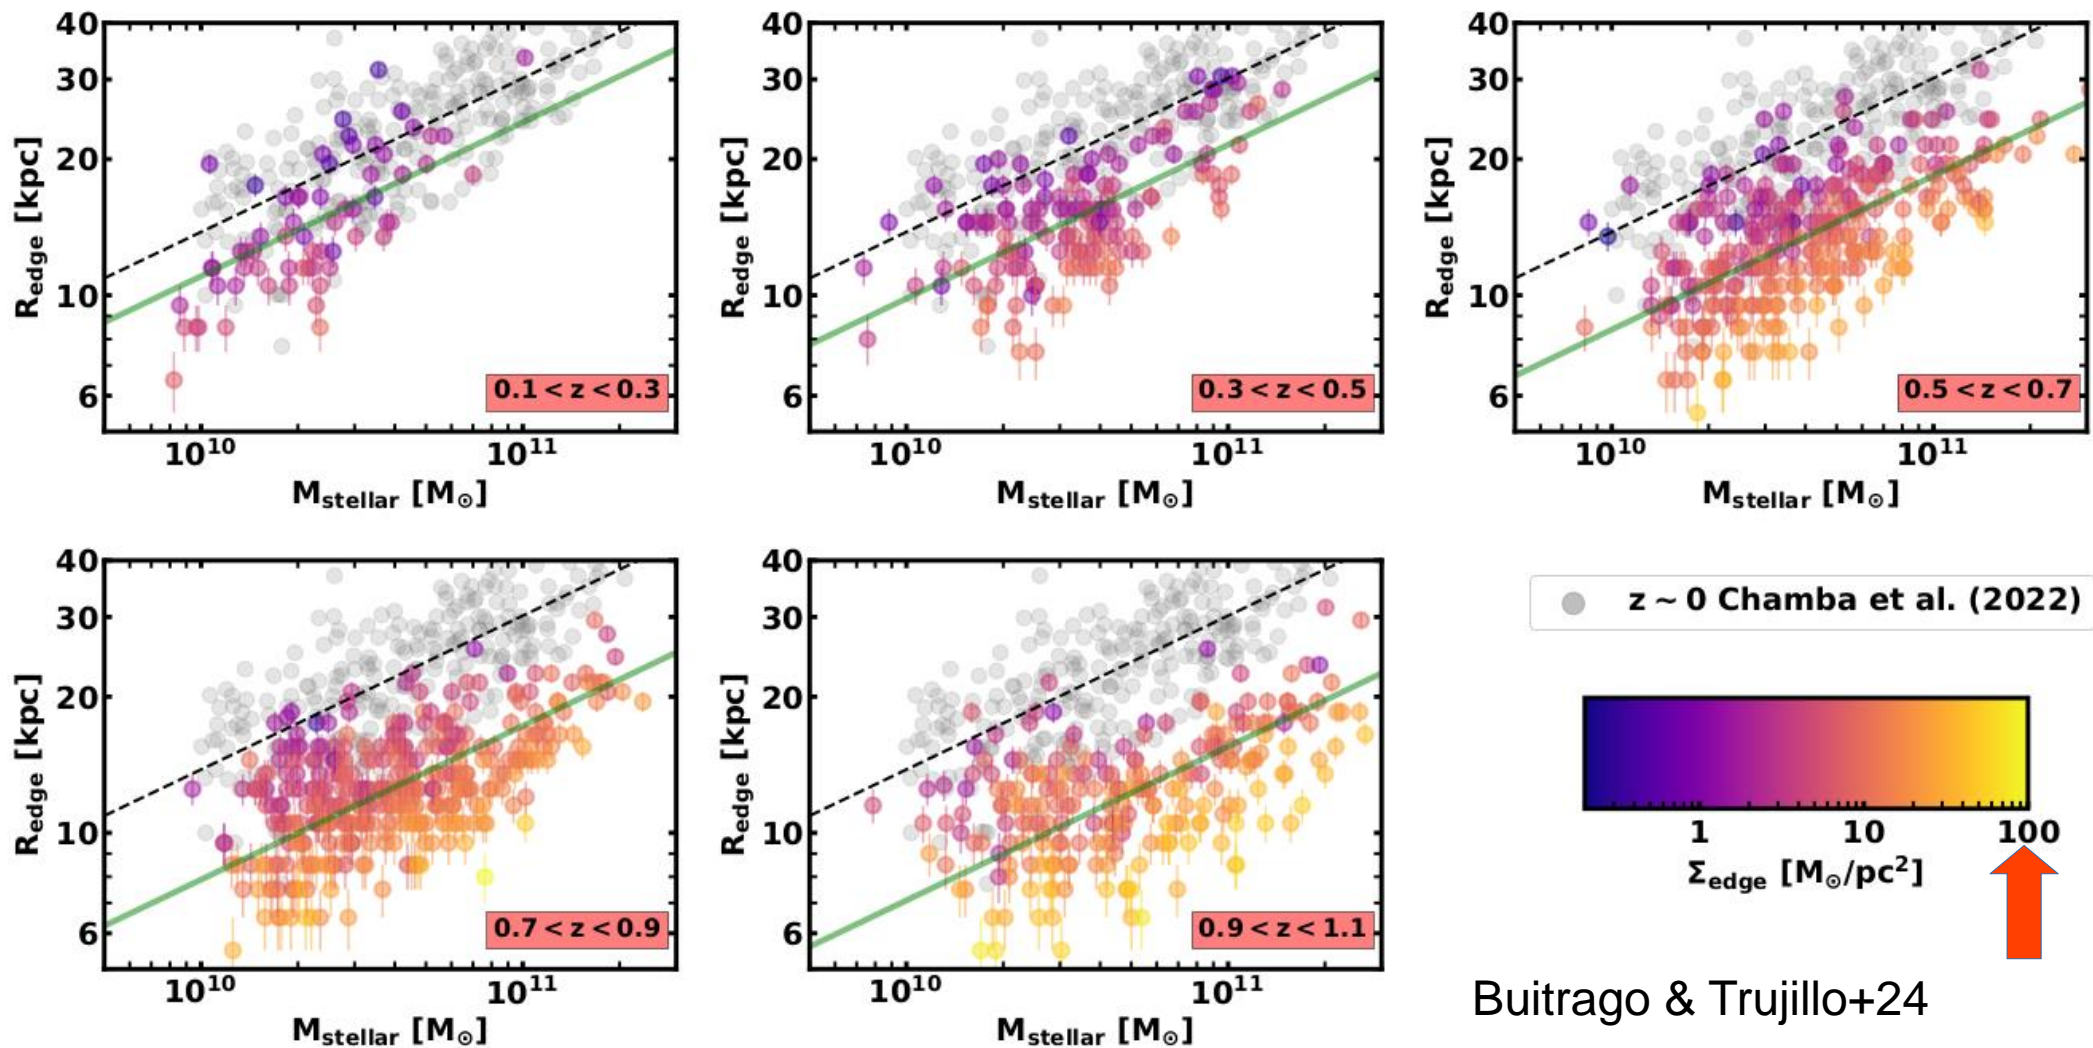 40
30
20
10
6
R_edge [kpc]
0.1 < z < 0.3
10^10 10^11
M_stellar [M_⊙]
40
30
20
10
6
R_edge [kpc]
0.3 < z < 0.5
10^10 10^11
M_stellar [M_⊙]
40
30
20
10
6
R_edge [kpc]
0.5 < z < 0.7
10^10 10^11
M_stellar [M_⊙]
40
30
20
10
6
R_edge [kpc]
0.7 < z < 0.9
10^10 10^11
M_stellar [M_⊙]
40
30
20
10
6
R_edge [kpc]
0.9 < z < 1.1
10^10 10^11
M_stellar [M_⊙]
z ~ 0 Chamba et al. (2022)
1 10 100
Σ_edge [M_⊙/pc²]
Buitrago & Trujillo+24